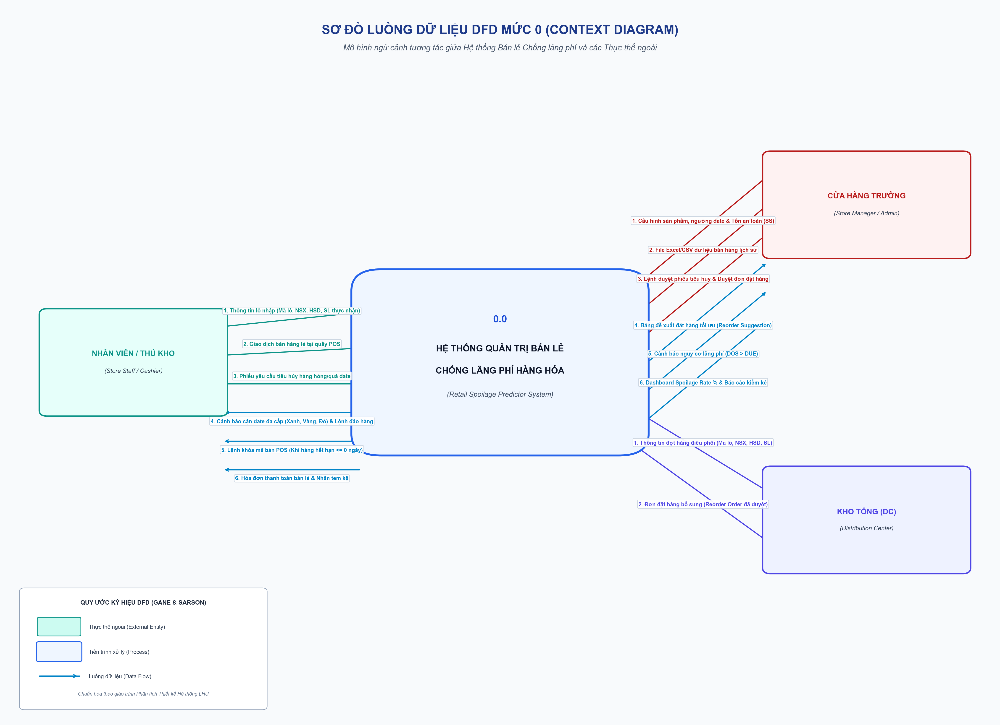 SƠ ĐỒ LUỒNG DỮ LIỆU DFD MỨC 0 (CONTEXT DIAGRAM)
Mô hình ngữ cảnh tương tác giữa Hệ thống Bán lẻ Chống lãng phí và các Thực thể ngoài
NHÂN VIÊN / THỦ KHO
(Store Staff / Cashier)
1. Thông tin lô nhập (Mã lô, NSX, HSD, SL thực nhận)
2. Giao dịch bán hàng lẻ tại quầy POS
3. Phiếu yêu cầu tiêu hủy hàng hỏng/quá date
4. Cảnh báo cận date đa cấp (Xanh, Vàng, Đỏ) & Lệnh đảo hàng
5. Lệnh khóa mã bán POS (Khi hàng hết hạn <= 0 ngày)
6. Hóa đơn thanh toán bán lẻ & Nhãn tem kệ
0.0
HỆ THỐNG QUẢN TRỊ BÁN LẺ
CHỐNG LÃNG PHÍ HÀNG HÓA
(Retail Spoilage Predictor System)
1. Cấu hình sản phẩm, ngưỡng date & Tồn an toàn (SS)
2. File Excel/CSV dữ liệu bán hàng lịch sử
3. Lệnh duyệt phiếu tiêu hủy & Duyệt đơn đặt hàng
4. Bảng đề xuất đặt hàng tối ưu (Reorder Suggestion)
5. Cảnh báo nguy cơ lãng phí (DOS > DUE)
6. Dashboard Spoilage Rate % & Báo cáo kiểm kê
CỬA HÀNG TRƯỞNG
(Store Manager / Admin)
1. Thông tin đợt hàng điều phối (Mã lô, NSX, HSD, SL)
2. Đơn đặt hàng bổ sung (Reorder Order đã duyệt)
KHO TỔNG (DC)
(Distribution Center)
QUY ƯỚC KÝ HIỆU DFD (GANE & SARSON)
Thực thể ngoài (External Entity)
Tiến trình xử lý (Process)
Luồng dữ liệu (Data Flow)
Chuẩn hóa theo giáo trình Phân tích Thiết kế Hệ thống LHU